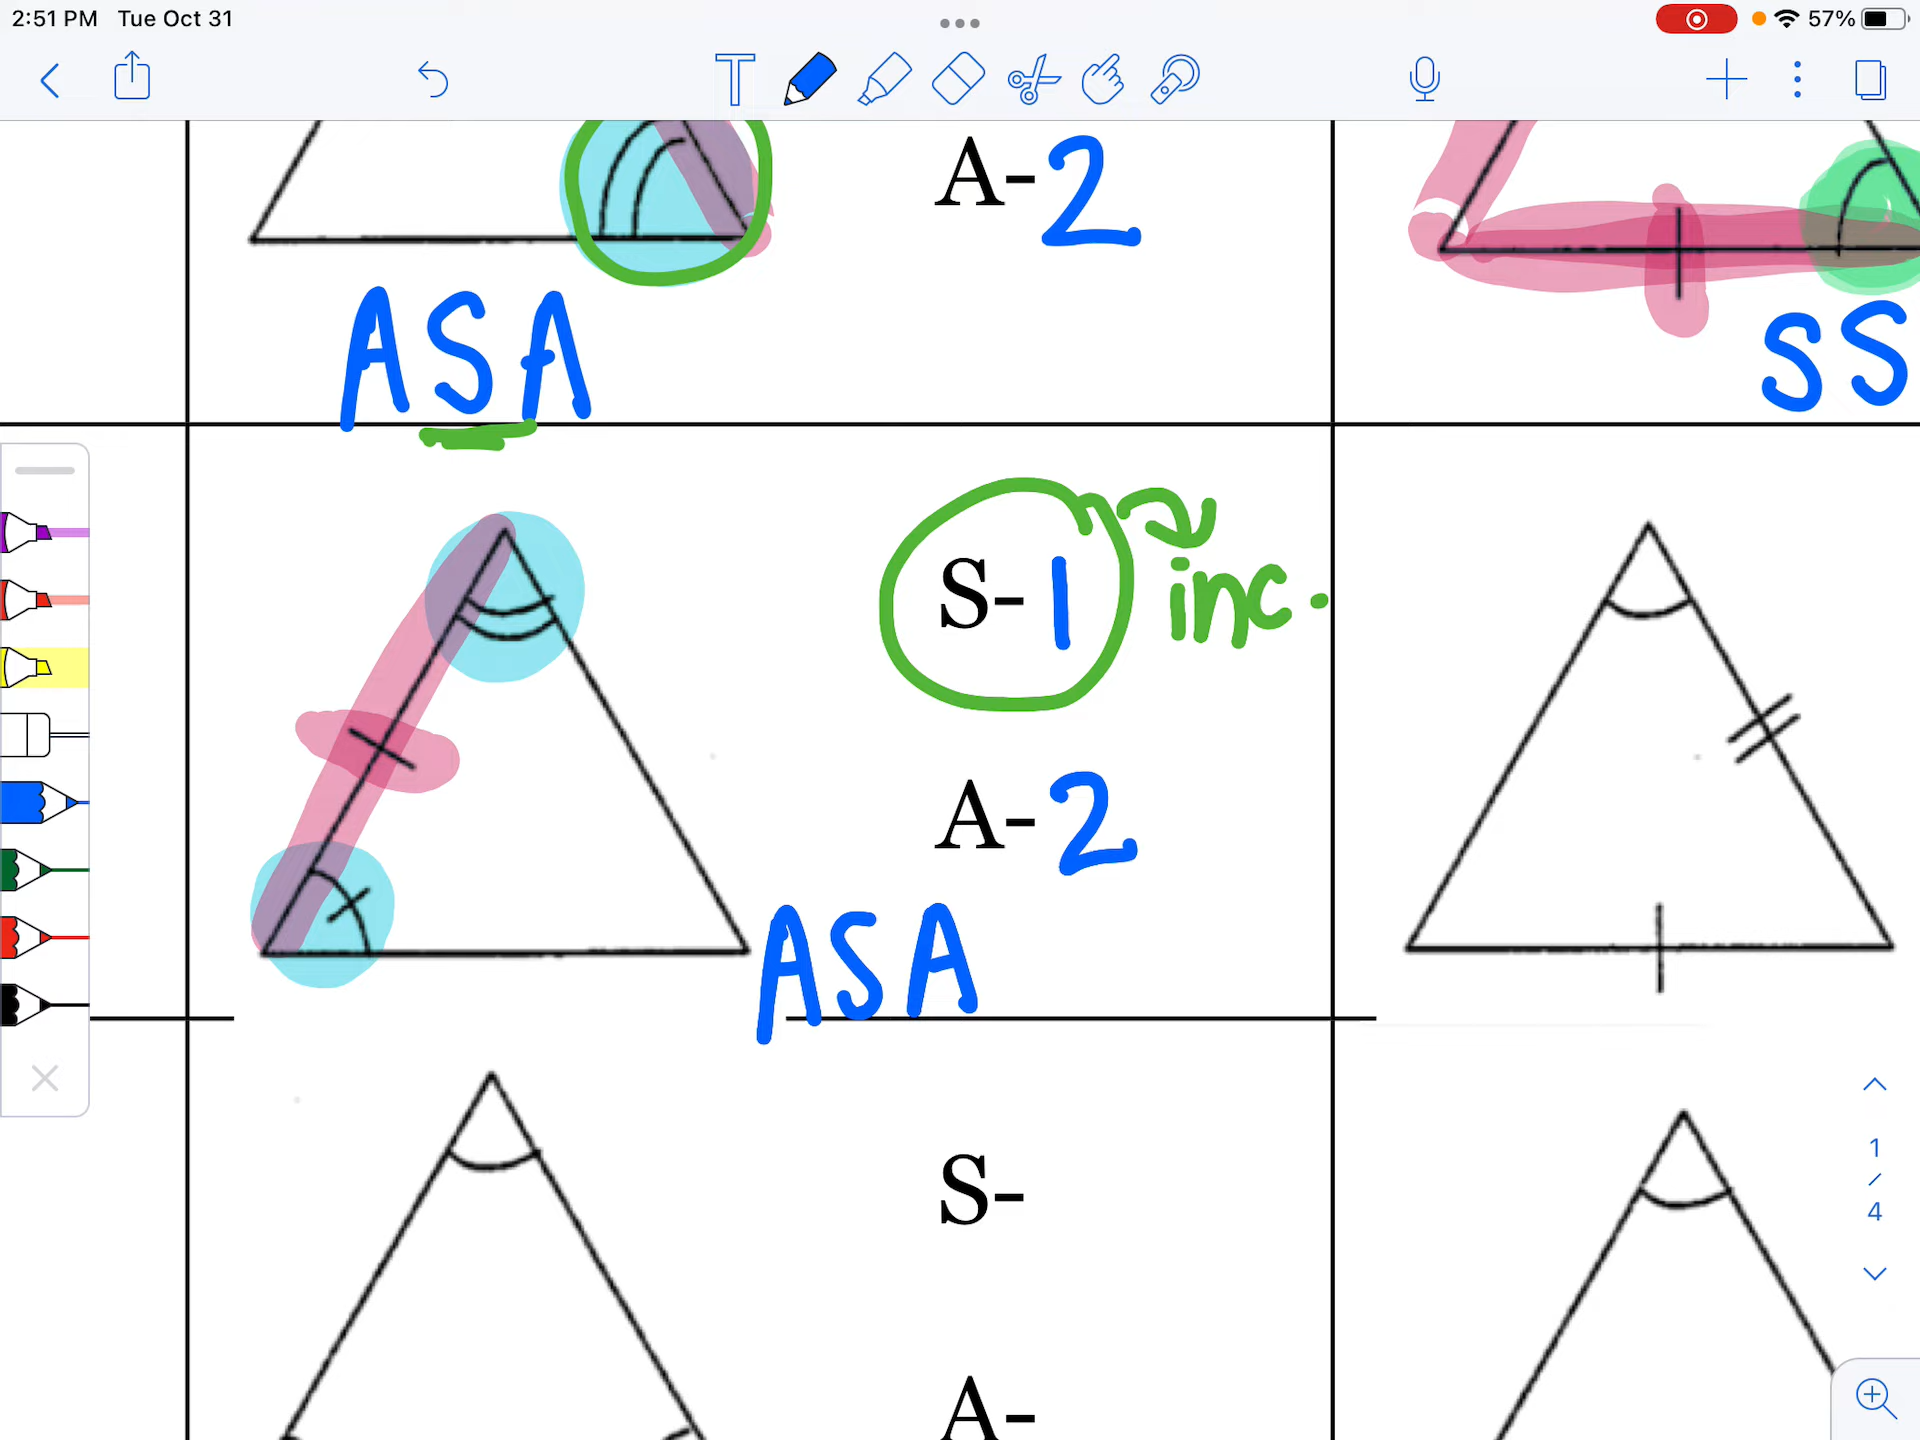 2:51 PM Tue Oct 31
57%
T
A-2
ASA
SS
S-1 inc.
A-2
ASA
S-
A-
1
/
4